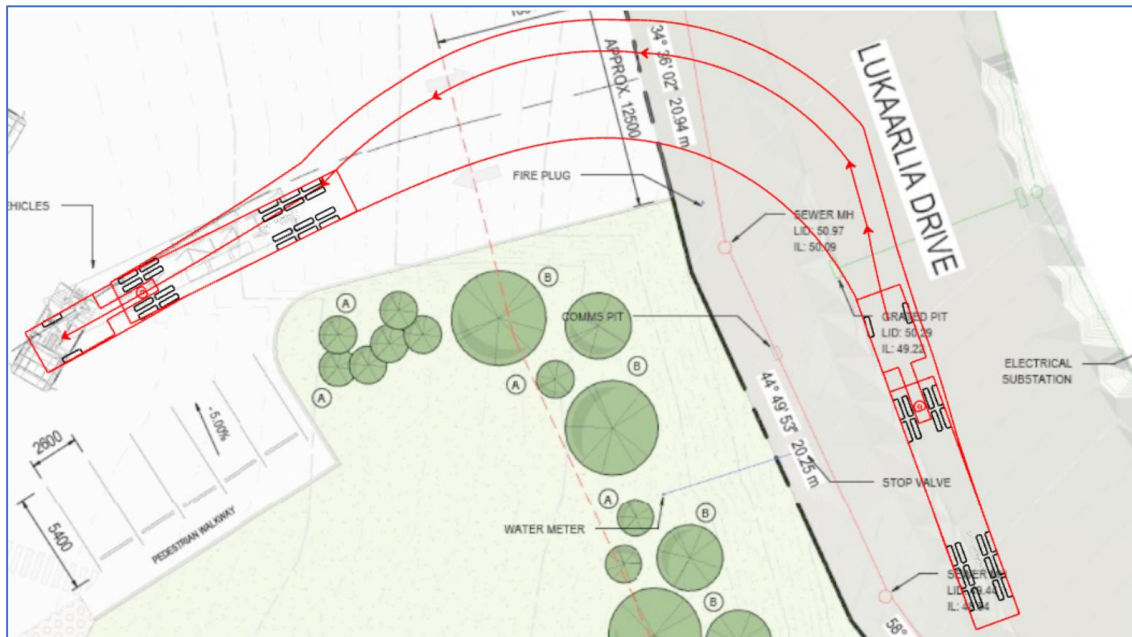 34° 36' 02" 20.94 m
APPROX. 12500
LUKAARLIA DRIVE
FIRE PLUG
EHICLES
SEWER MH
LID: 50.97
IL: 50.09
B
A
COMMS PIT
GRATED PIT
LID: 50.29
IL: 49.22
A
B
A
ELECTRICAL
SUBSTATION
44° 49' 53" 20.25 m
- 5.00%
2600
STOP VALVE
5400
PEDESTRIAN WALKWAY
A
B
WATER METER
B
58°